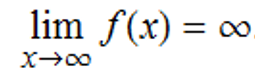 lim f(x) = ∞
x→∞